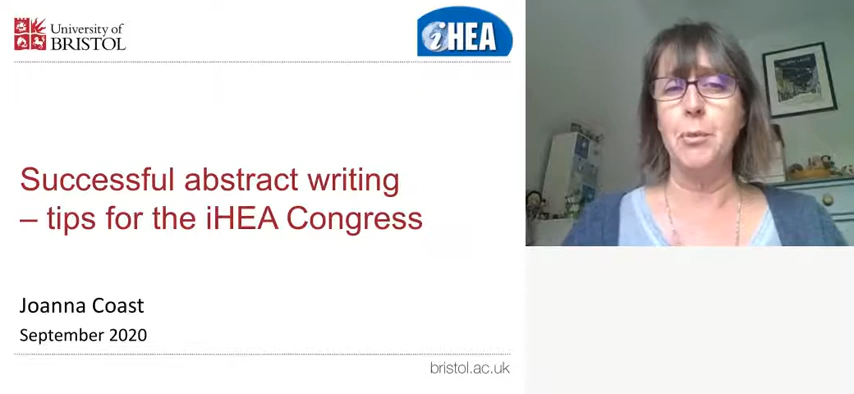 University of
BRISTOL
iHEA
Successful abstract writing
– tips for the iHEA Congress
Joanna Coast
September 2020
bristol.ac.uk